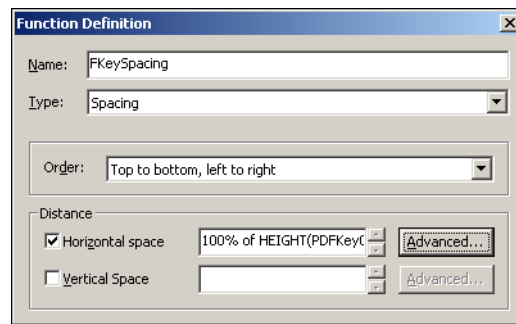 Function Definition
Name: FKeySpacing
Type: Spacing
Order: Top to bottom, left to right
Distance
Horizontal space 100% of HEIGHT(PDFKeyC Advanced...
Vertical Space Advanced...